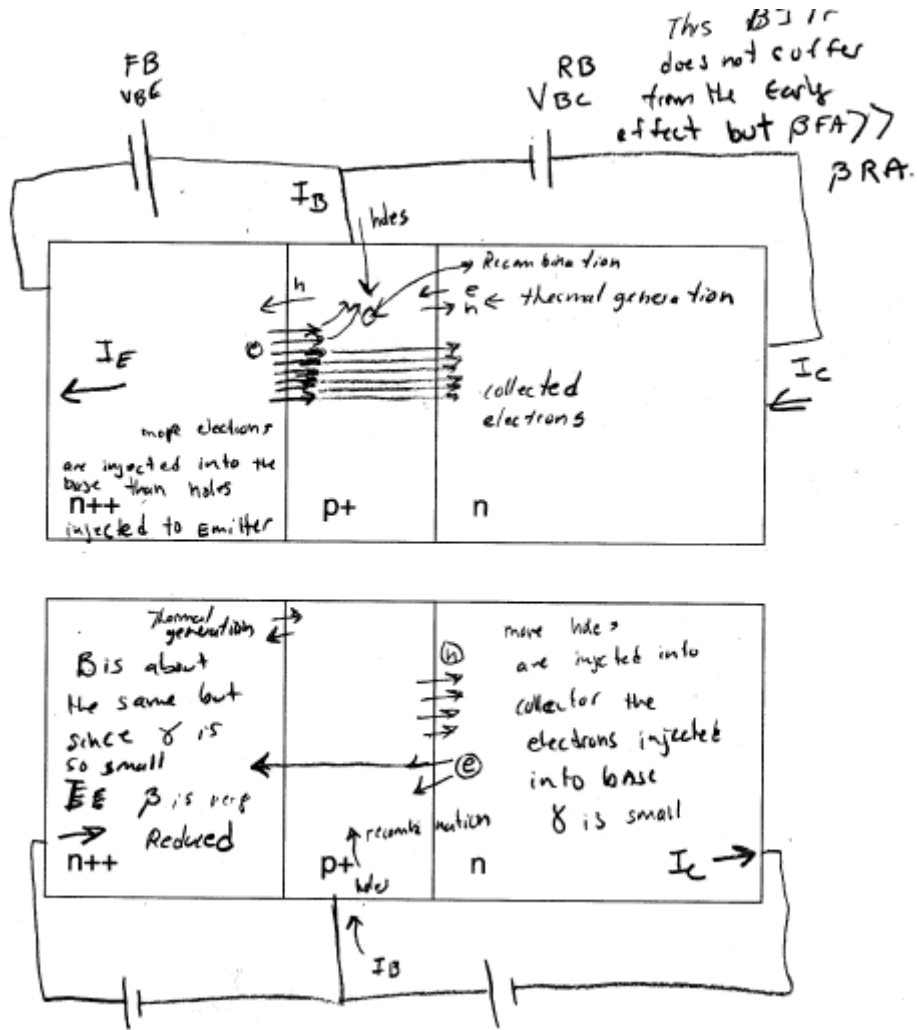 This BJT
does not suffer
from the Early
effect but βFA>>
βRA.
FB
VBE
RB
VBC
IB
holes
Recombination
h
e
h ← thermal generation
e
IE
IC
collected
electrons
more electrons
are injected into the
base than holes
n++
injected to Emitter
p+
n
Thermal
generation
B is about
the same but
since γ is
so small
β is very
Reduced
n++
h
e
more holes
are injected into
collector the
electrons injected
into base
γ is small
recombination
p+
holes
n
IC
IB